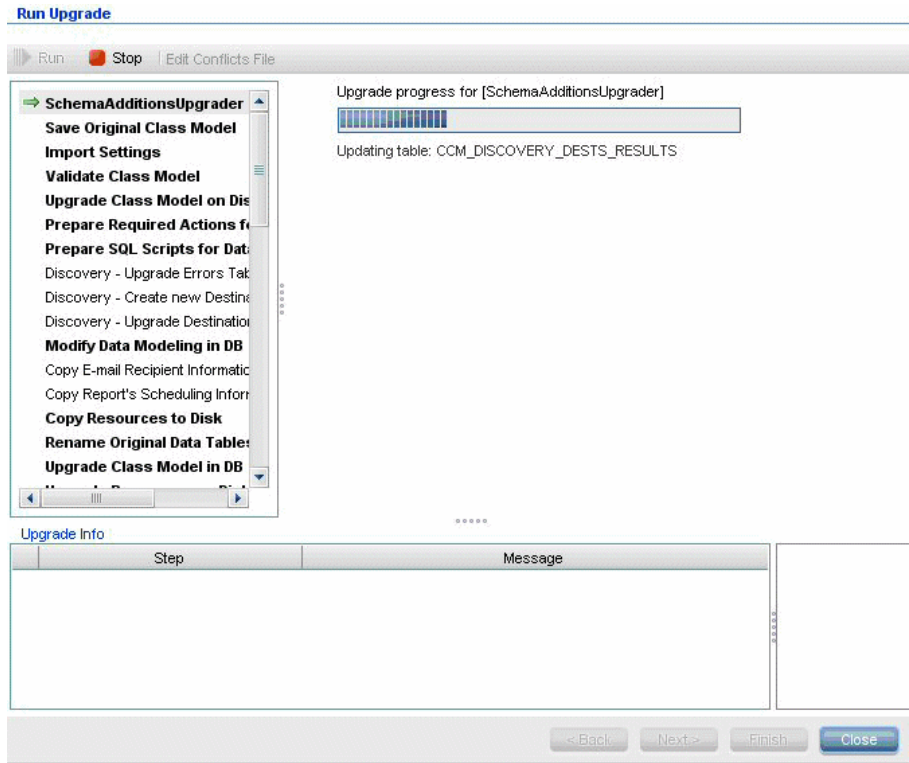 Run Upgrade
Run Stop Edit Conflicts File
SchemaAdditionsUpgrader
Save Original Class Model
Import Settings
Validate Class Model
Upgrade Class Model on Dis
Prepare Required Actions fo
Prepare SQL Scripts for Data
Discovery - Upgrade Errors Tab
Discovery - Create new Destina
Discovery - Upgrade Destination
Modify Data Modeling in DB
Copy E-mail Recipient Informatic
Copy Report's Scheduling Inforr
Copy Resources to Disk
Rename Original Data Tables
Upgrade Class Model in DB
Upgrade progress for [SchemaAdditionsUpgrader]
Updating table: CCM_DISCOVERY_DESTS_RESULTS
Upgrade Info
Step Message
< Back Next > Finish Close